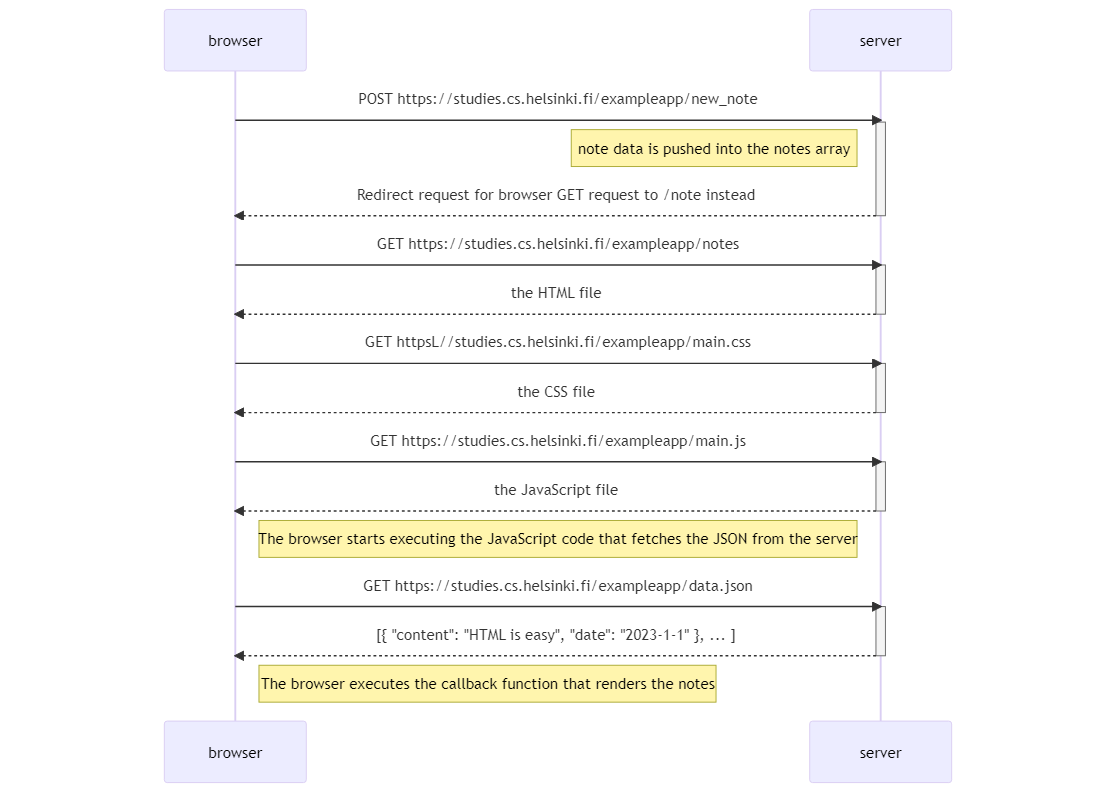 browser
server
POST https://studies.cs.helsinki.fi/exampleapp/new_note
note data is pushed into the notes array
Redirect request for browser GET request to /note instead
GET https://studies.cs.helsinki.fi/exampleapp/notes
the HTML file
GET httpsL//studies.cs.helsinki.fi/exampleapp/main.css
the CSS file
GET https://studies.cs.helsinki.fi/exampleapp/main.js
the JavaScript file
The browser starts executing the JavaScript code that fetches the JSON from the server
GET https://studies.cs.helsinki.fi/exampleapp/data.json
[{ "content": "HTML is easy", "date": "2023-1-1" }, ... ]
The browser executes the callback function that renders the notes
browser
server